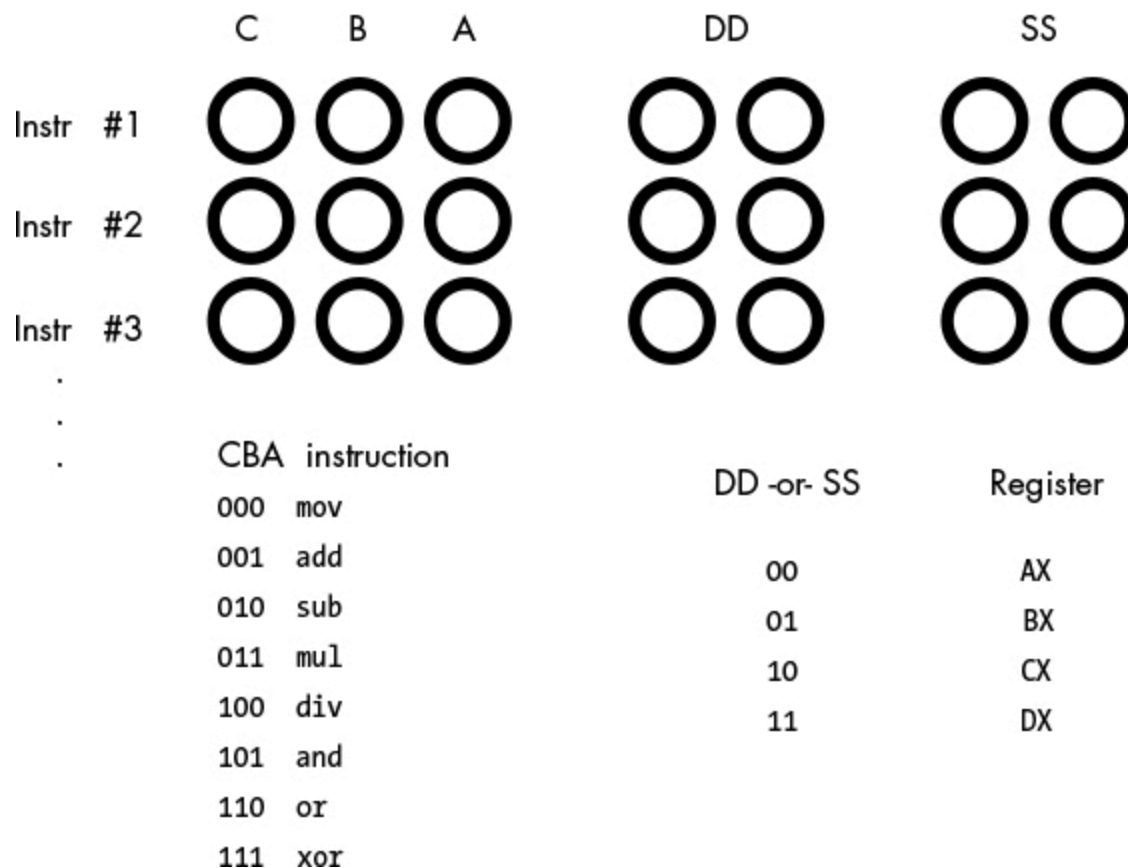 C B A DD SS
Instr #1
Instr #2
Instr #3
.
.
.
CBA instruction
000 mov
001 add
010 sub
011 mul
100 div
101 and
110 or
111 xor
DD -or- SS Register
00 AX
01 BX
10 CX
11 DX